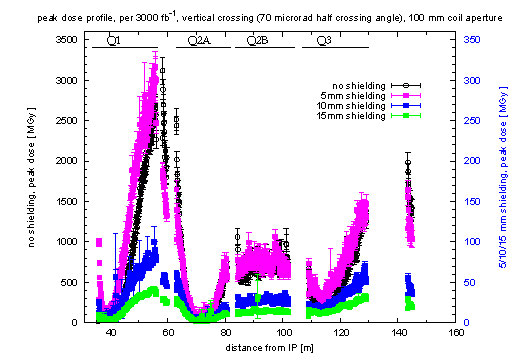 peak dose profile, per 3000 fb⁻¹, vertical crossing (70 microrad half crossing angle), 100 mm coil aperture
Q1 Q2A Q2B Q3
no shielding
5mm shielding
10mm shielding
15mm shielding
no shielding, peak dose [ MGy]
3500
3000
2500
2000
1500
1000
500
0
5/10/15 mm shielding, peak dose [ MGy]
350
300
250
200
150
100
50
0
40 60 80 100 120 140 160
distance from IP [m]